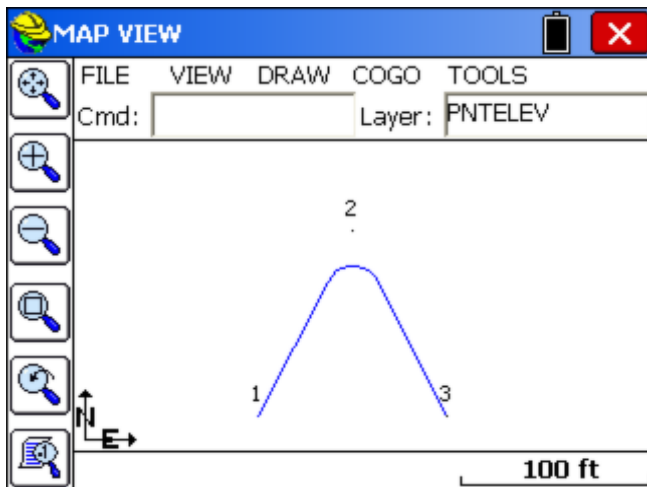 MAP VIEW
FILE VIEW DRAW COGO TOOLS
Cmd: Layer: PNTELEV
2
1 3
N
E
100 ft